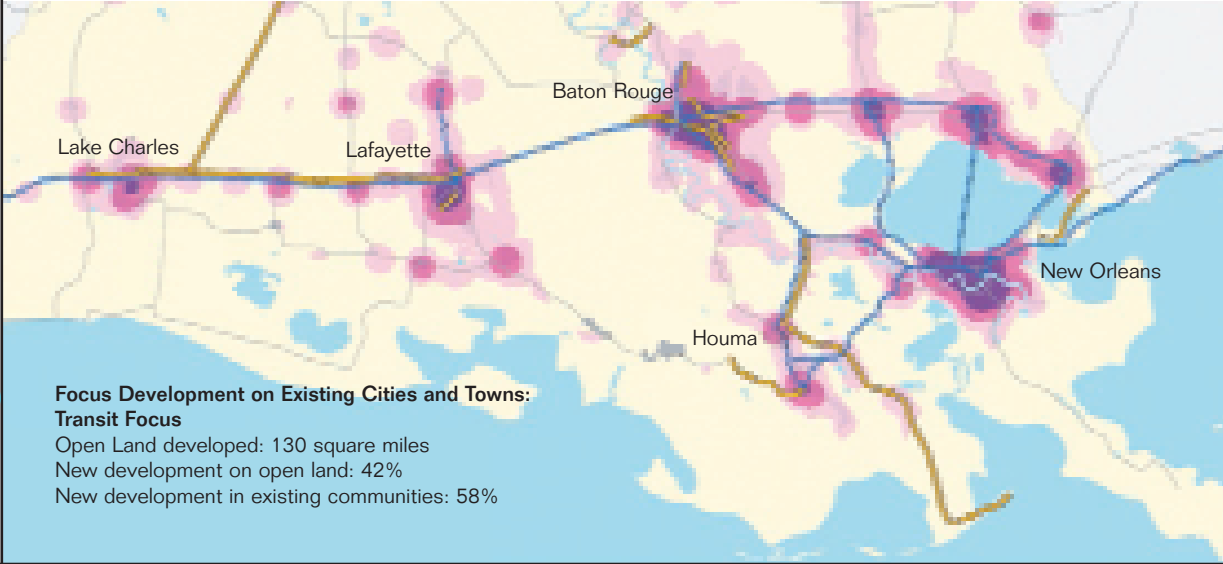 Baton Rouge
Lake Charles
Lafayette
New Orleans
Houma
Focus Development on Existing Cities and Towns:
Transit Focus
Open Land developed: 130 square miles
New development on open land: 42%
New development in existing communities: 58%